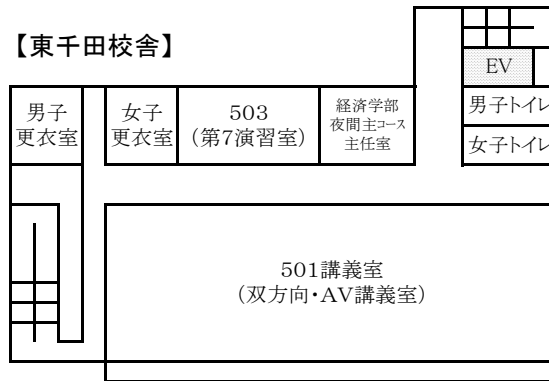 【東千田校舎】
EV
男子
更衣室
女子
更衣室
503
(第7演習室)
経済学部
夜間主コース
主任室
男子トイレ
女子トイレ
501講義室
(双方向・AV講義室)